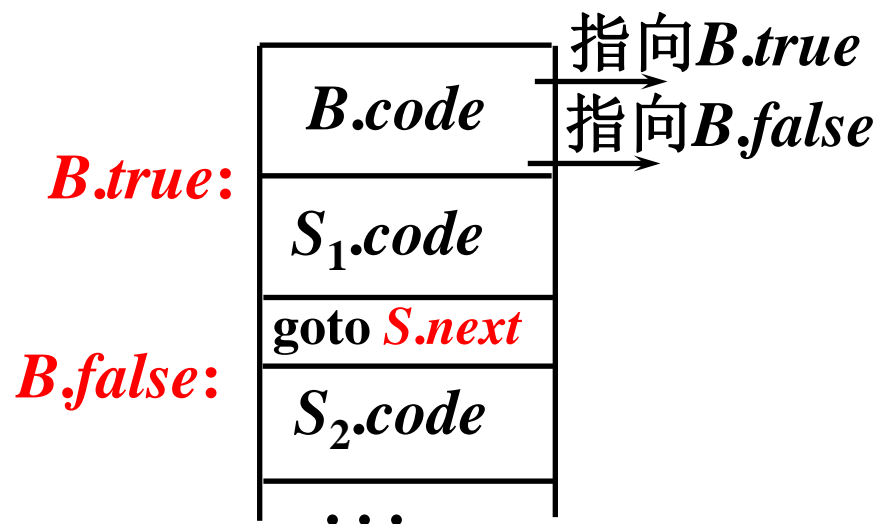 指向B.true
B.code
指向B.false
B.true:
S₁.code
goto S.next
B.false:
S₂.code
...